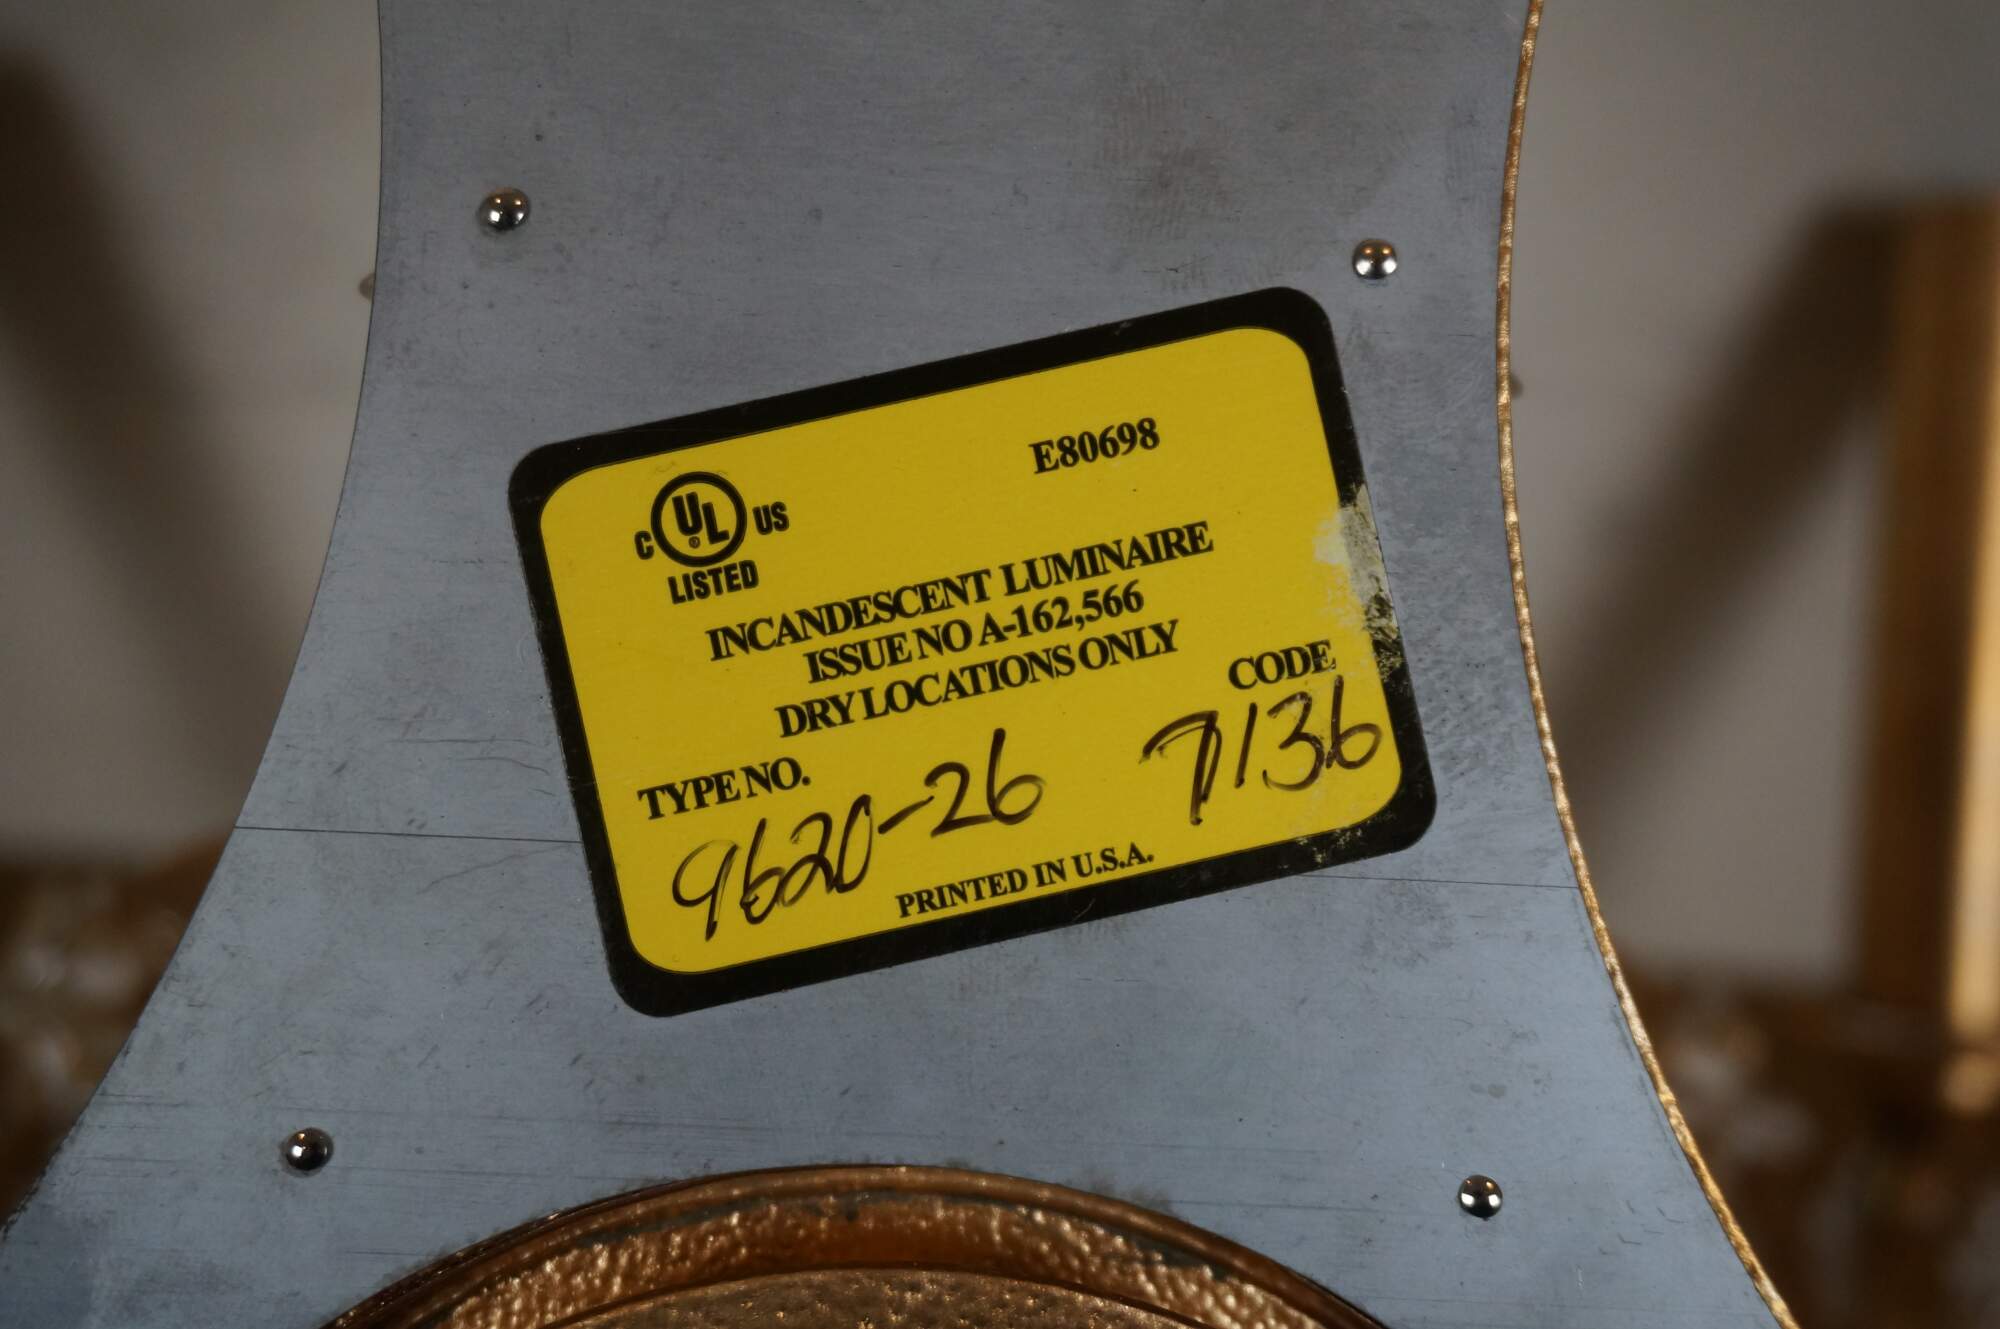 E80698
C UL® US
LISTED
INCANDESCENT LUMINAIRE
ISSUE NO A-162,566
DRY LOCATIONS ONLY
TYPE NO. CODE
9620-26 7136
PRINTED IN U.S.A.